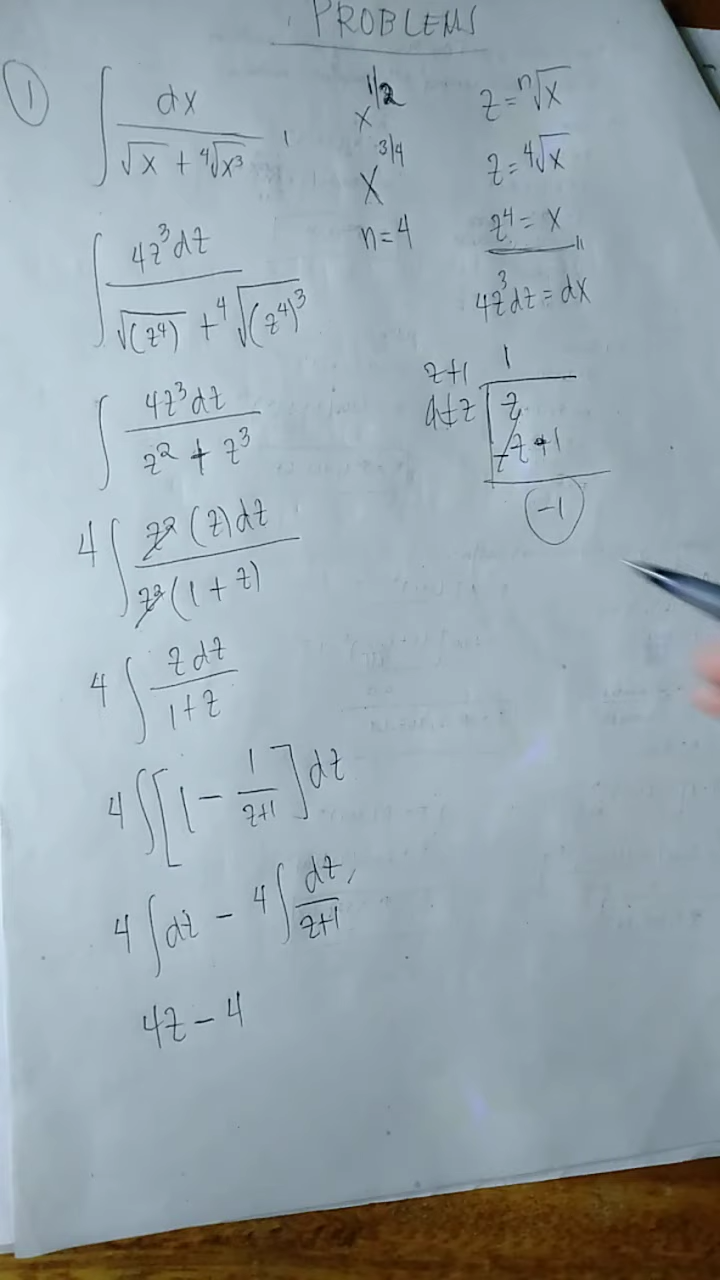 PROBLEMS
① ∫ dx / (√x + ⁴√x³) ,
x^(1/2)
x^(3/4)
n=4
z = ⁿ√x
z = ⁴√x
z⁴ = x
4z³dz = dx
∫ 4z³dz / (√(z⁴) + ⁴√(z⁴)³)
∫ 4z³dz / (z² + z³)
z+1 1
z
z+1
-1
4 ∫ z²(z)dz / z²(1+z)
4 ∫ zdz / (1+z)
4 ∫ [1 - 1/(z+1)] dz
4 ∫ dz - 4 ∫ dz/(z+1)
4z - 4